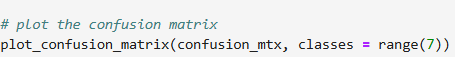 # plot the confusion matrix
plot_confusion_matrix(confusion_mtx, classes = range(7))